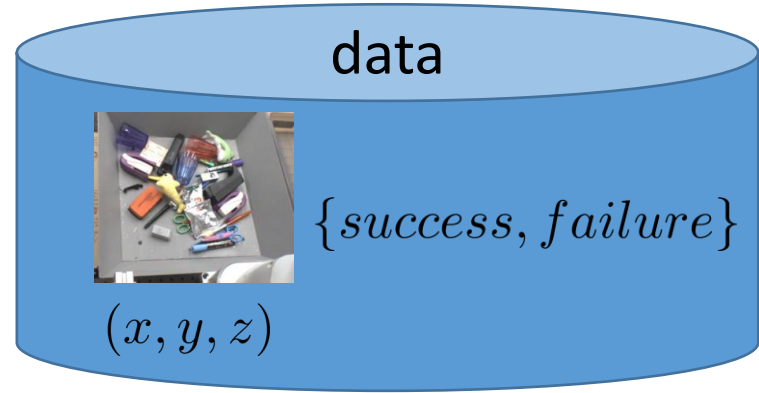 data
{success, failure}
(x, y, z)